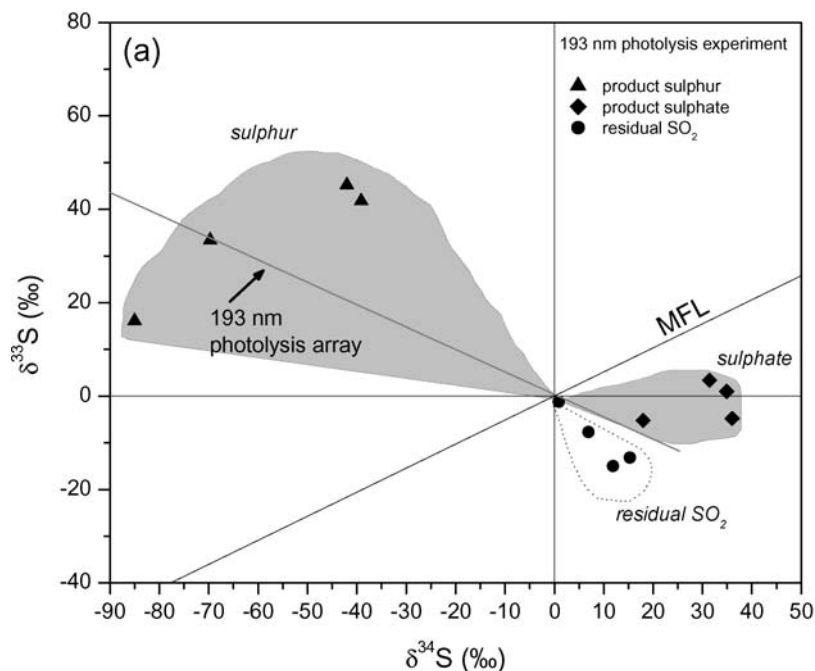 (a)
193 nm photolysis experiment
product sulphur
product sulphate
residual SO₂
sulphur
193 nm
photolysis array
MFL
sulphate
residual SO₂
δ³³S (‰)
80
60
40
20
0
-20
-40
-90 -80 -70 -60 -50 -40 -30 -20 -10 0 10 20 30 40 50
δ³⁴S (‰)